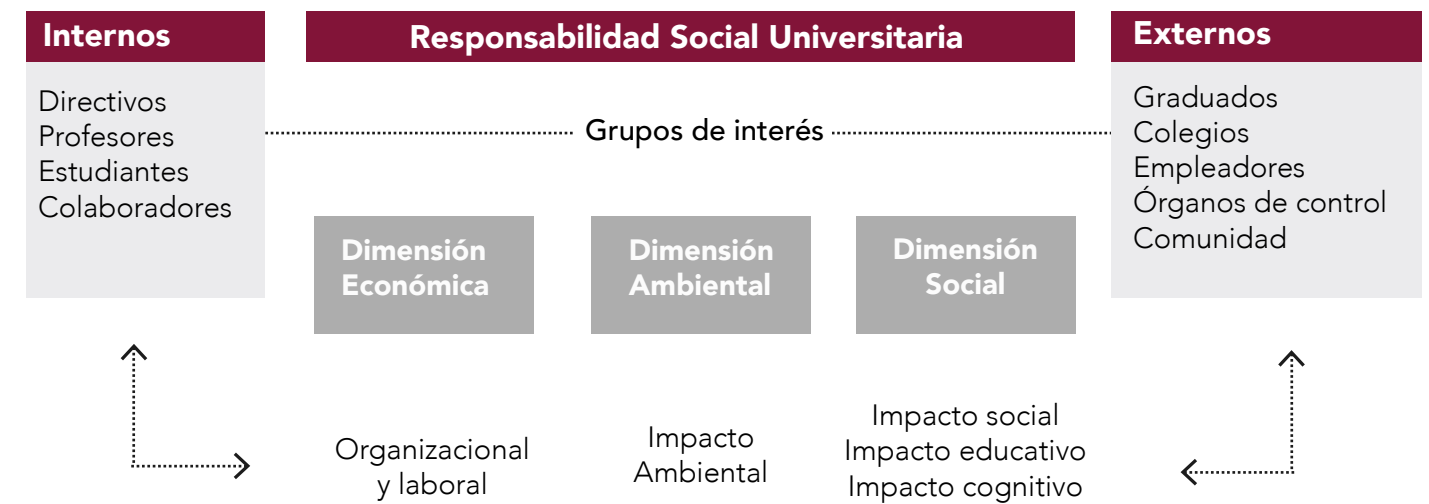 Internos
Directivos
Profesores
Estudiantes
Colaboradores
Responsabilidad Social Universitaria
Grupos de interés
Dimensión
Económica
Dimensión
Ambiental
Dimensión
Social
Organizacional
y laboral
Impacto
Ambiental
Impacto social
Impacto educativo
Impacto cognitivo
Externos
Graduados
Colegios
Empleadores
Órganos de control
Comunidad